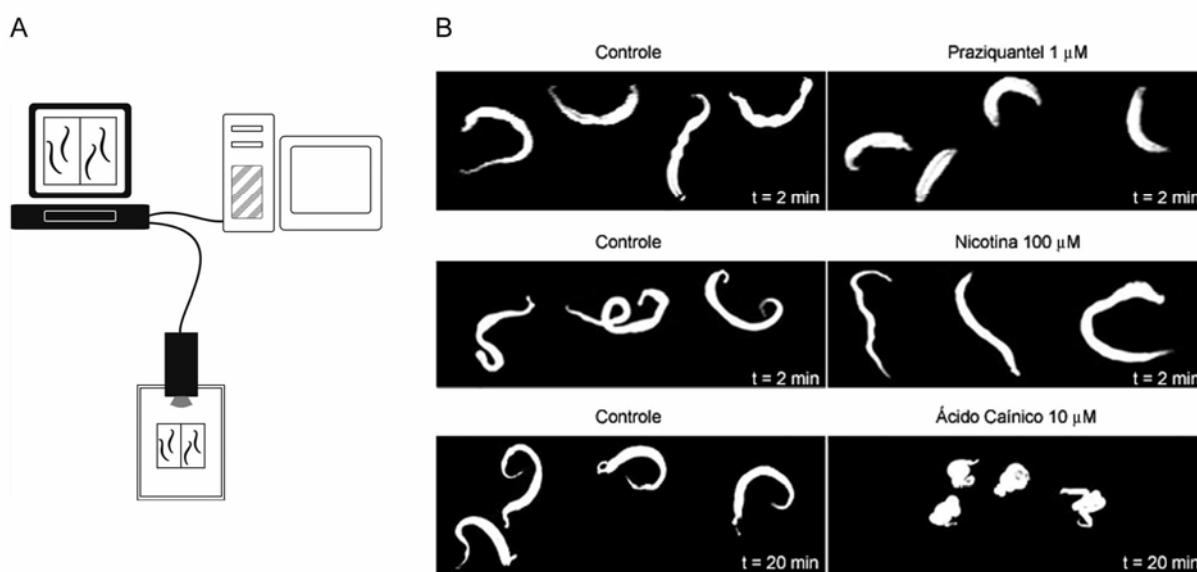 A
B
Controle
Praziquantel 1 μM
t = 2 min
t = 2 min
Controle
Nicotina 100 μM
t = 2 min
t = 2 min
Controle
Ácido Caínico 10 μM
t = 20 min
t = 20 min